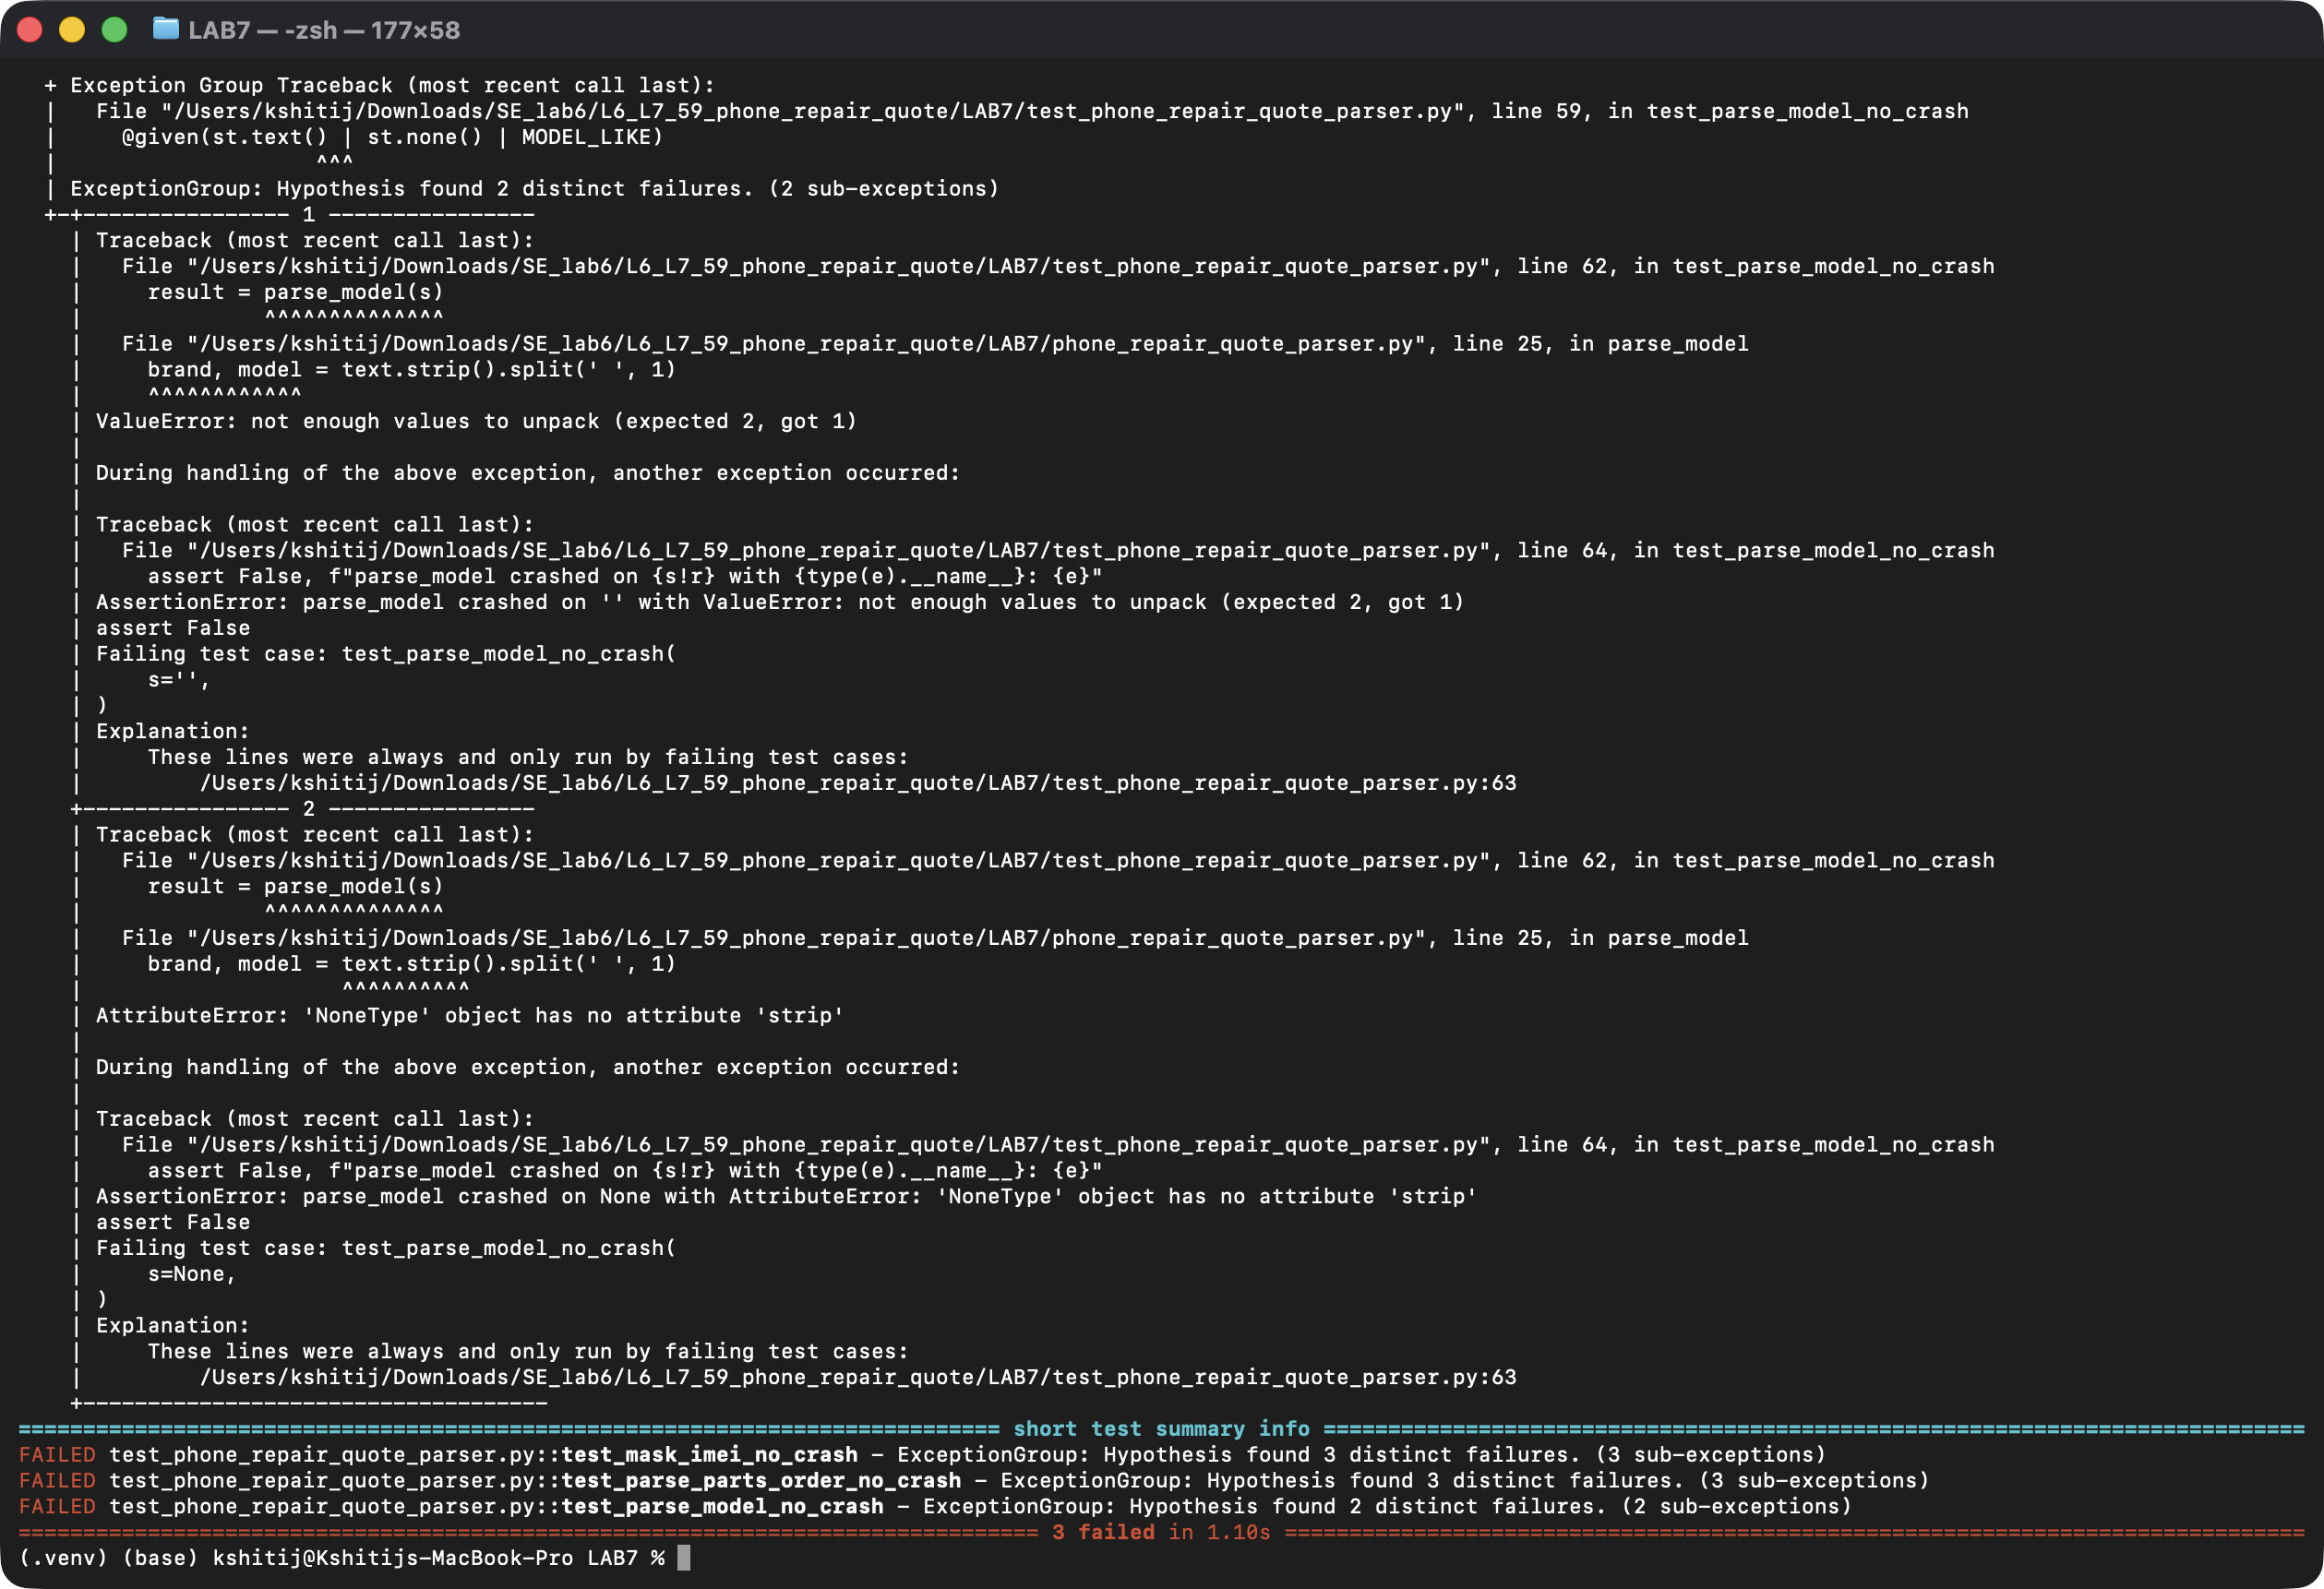 LAB7 — -zsh — 177×58
+ Exception Group Traceback (most recent call last):
|   File "/Users/kshitij/Downloads/SE_lab6/L6_L7_59_phone_repair_quote/LAB7/test_phone_repair_quote_parser.py", line 59, in test_parse_model_no_crash
|     @given(st.text() | st.none() | MODEL_LIKE)
|                    ^^^
| ExceptionGroup: Hypothesis found 2 distinct failures. (2 sub-exceptions)
+-+---------------- 1 ----------------
  | Traceback (most recent call last):
  |   File "/Users/kshitij/Downloads/SE_lab6/L6_L7_59_phone_repair_quote/LAB7/test_phone_repair_quote_parser.py", line 62, in test_parse_model_no_crash
  |     result = parse_model(s)
  |              ^^^^^^^^^^^^^^
  |   File "/Users/kshitij/Downloads/SE_lab6/L6_L7_59_phone_repair_quote/LAB7/phone_repair_quote_parser.py", line 25, in parse_model
  |     brand, model = text.strip().split(' ', 1)
  |     ^^^^^^^^^^^^
  | ValueError: not enough values to unpack (expected 2, got 1)
  |
  | During handling of the above exception, another exception occurred:
  |
  | Traceback (most recent call last):
  |   File "/Users/kshitij/Downloads/SE_lab6/L6_L7_59_phone_repair_quote/LAB7/test_phone_repair_quote_parser.py", line 64, in test_parse_model_no_crash
  |     assert False, f"parse_model crashed on {s!r} with {type(e).__name__}: {e}"
  | AssertionError: parse_model crashed on '' with ValueError: not enough values to unpack (expected 2, got 1)
  | assert False
  | Failing test case: test_parse_model_no_crash(
  |     s='',
  | )
  | Explanation:
  |     These lines were always and only run by failing test cases:
  |         /Users/kshitij/Downloads/SE_lab6/L6_L7_59_phone_repair_quote/LAB7/test_phone_repair_quote_parser.py:63
  +---------------- 2 ----------------
  | Traceback (most recent call last):
  |   File "/Users/kshitij/Downloads/SE_lab6/L6_L7_59_phone_repair_quote/LAB7/test_phone_repair_quote_parser.py", line 62, in test_parse_model_no_crash
  |     result = parse_model(s)
  |              ^^^^^^^^^^^^^^
  |   File "/Users/kshitij/Downloads/SE_lab6/L6_L7_59_phone_repair_quote/LAB7/phone_repair_quote_parser.py", line 25, in parse_model
  |     brand, model = text.strip().split(' ', 1)
  |                    ^^^^^^^^^^
  | AttributeError: 'NoneType' object has no attribute 'strip'
  |
  | During handling of the above exception, another exception occurred:
  |
  | Traceback (most recent call last):
  |   File "/Users/kshitij/Downloads/SE_lab6/L6_L7_59_phone_repair_quote/LAB7/test_phone_repair_quote_parser.py", line 64, in test_parse_model_no_crash
  |     assert False, f"parse_model crashed on {s!r} with {type(e).__name__}: {e}"
  | AssertionError: parse_model crashed on None with AttributeError: 'NoneType' object has no attribute 'strip'
  | assert False
  | Failing test case: test_parse_model_no_crash(
  |     s=None,
  | )
  | Explanation:
  |     These lines were always and only run by failing test cases:
  |         /Users/kshitij/Downloads/SE_lab6/L6_L7_59_phone_repair_quote/LAB7/test_phone_repair_quote_parser.py:63
  +------------------------------------
============================================================================ short test summary info ============================================================================
FAILED test_phone_repair_quote_parser.py::test_mask_imei_no_crash - ExceptionGroup: Hypothesis found 3 distinct failures. (3 sub-exceptions)
FAILED test_phone_repair_quote_parser.py::test_parse_parts_order_no_crash - ExceptionGroup: Hypothesis found 3 distinct failures. (3 sub-exceptions)
FAILED test_phone_repair_quote_parser.py::test_parse_model_no_crash - ExceptionGroup: Hypothesis found 2 distinct failures. (2 sub-exceptions)
=============================================================================== 3 failed in 1.10s ===============================================================================
(.venv) (base) kshitij@Kshitijs-MacBook-Pro LAB7 %